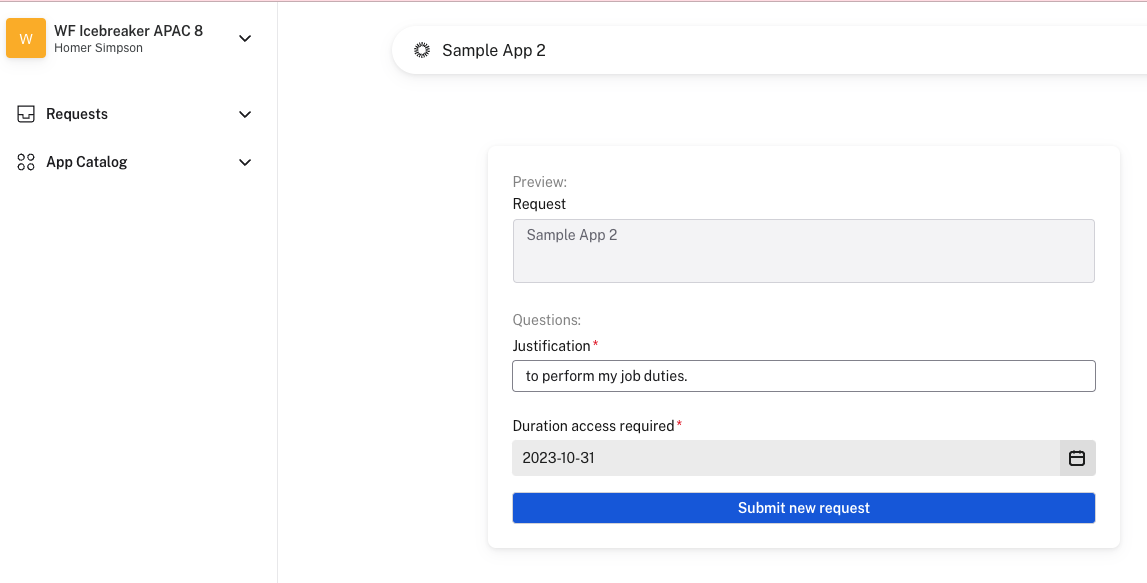 W
WF Icebreaker APAC 8
Homer Simpson
Requests
App Catalog
Sample App 2
Preview:
Request
Sample App 2
Questions:
Justification*
to perform my job duties.
Duration access required*
2023-10-31
Submit new request